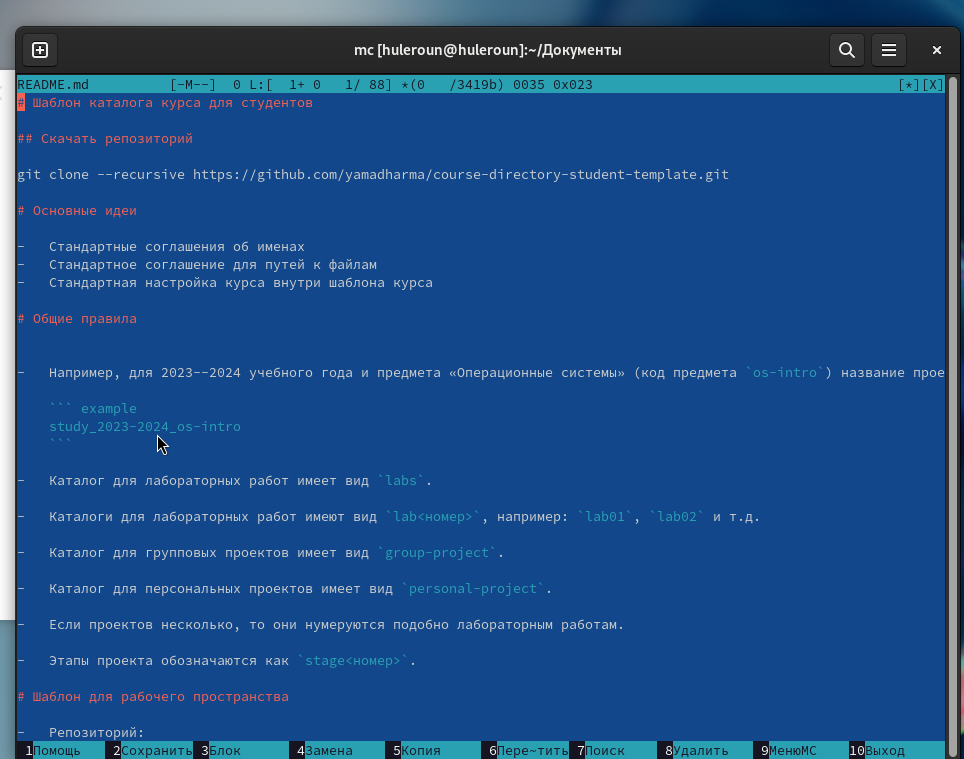 mc [huleroun@huleroun]:~/Документы
README.md [-M--] 0 L:[ 1+ 0 1/ 88] *(0 /3419b) 0035 0x023 [*][X]
# Шаблон каталога курса для студентов
## Скачать репозиторий
git clone --recursive https://github.com/yamadharma/course-directory-student-template.git
# Основные идеи
- Стандартные соглашения об именах
- Стандартное соглашение для путей к файлам
- Стандартная настройка курса внутри шаблона курса
# Общие правила
- Например, для 2023--2024 учебного года и предмета «Операционные системы» (код предмета `os-intro`) название прое
``` example
study_2023-2024_os-intro
```
- Каталог для лабораторных работ имеет вид `labs`.
- Каталоги для лабораторных работ имеют вид `lab<номер>`, например: `lab01`, `lab02` и т.д.
- Каталог для групповых проектов имеет вид `group-project`.
- Каталог для персональных проектов имеет вид `personal-project`.
- Если проектов несколько, то они нумеруются подобно лабораторным работам.
- Этапы проекта обозначаются как `stage<номер>`.
# Шаблон для рабочего пространства
- Репозиторий:
1Помощь 2Сохранить 3Блок 4Замена 5Копия 6Пере~тить 7Поиск 8Удалить 9МенюMC 10Выход